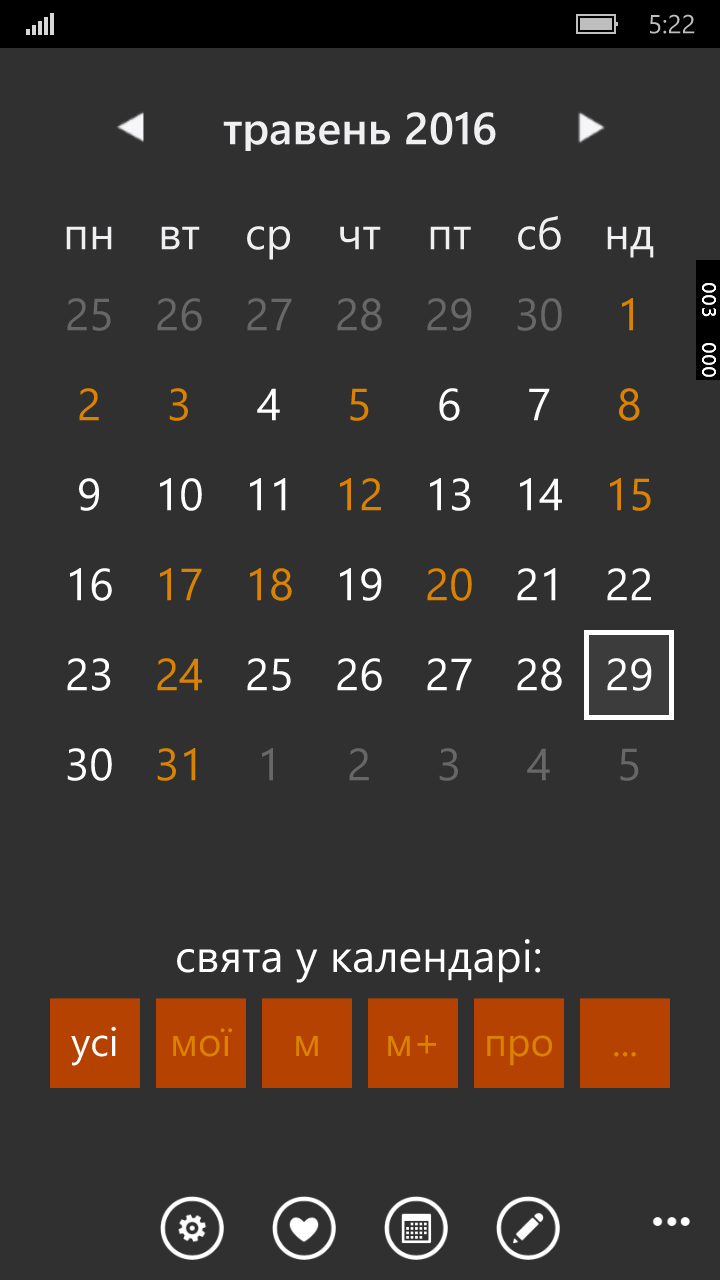 5:22
травень 2016
пн вт ср чт пт сб нд
25 26 27 28 29 30 1
2 3 4 5 6 7 8
9 10 11 12 13 14 15
16 17 18 19 20 21 22
23 24 25 26 27 28 29
30 31 1 2 3 4 5
003 000
свята у календарі:
усі мої м м+ про ...